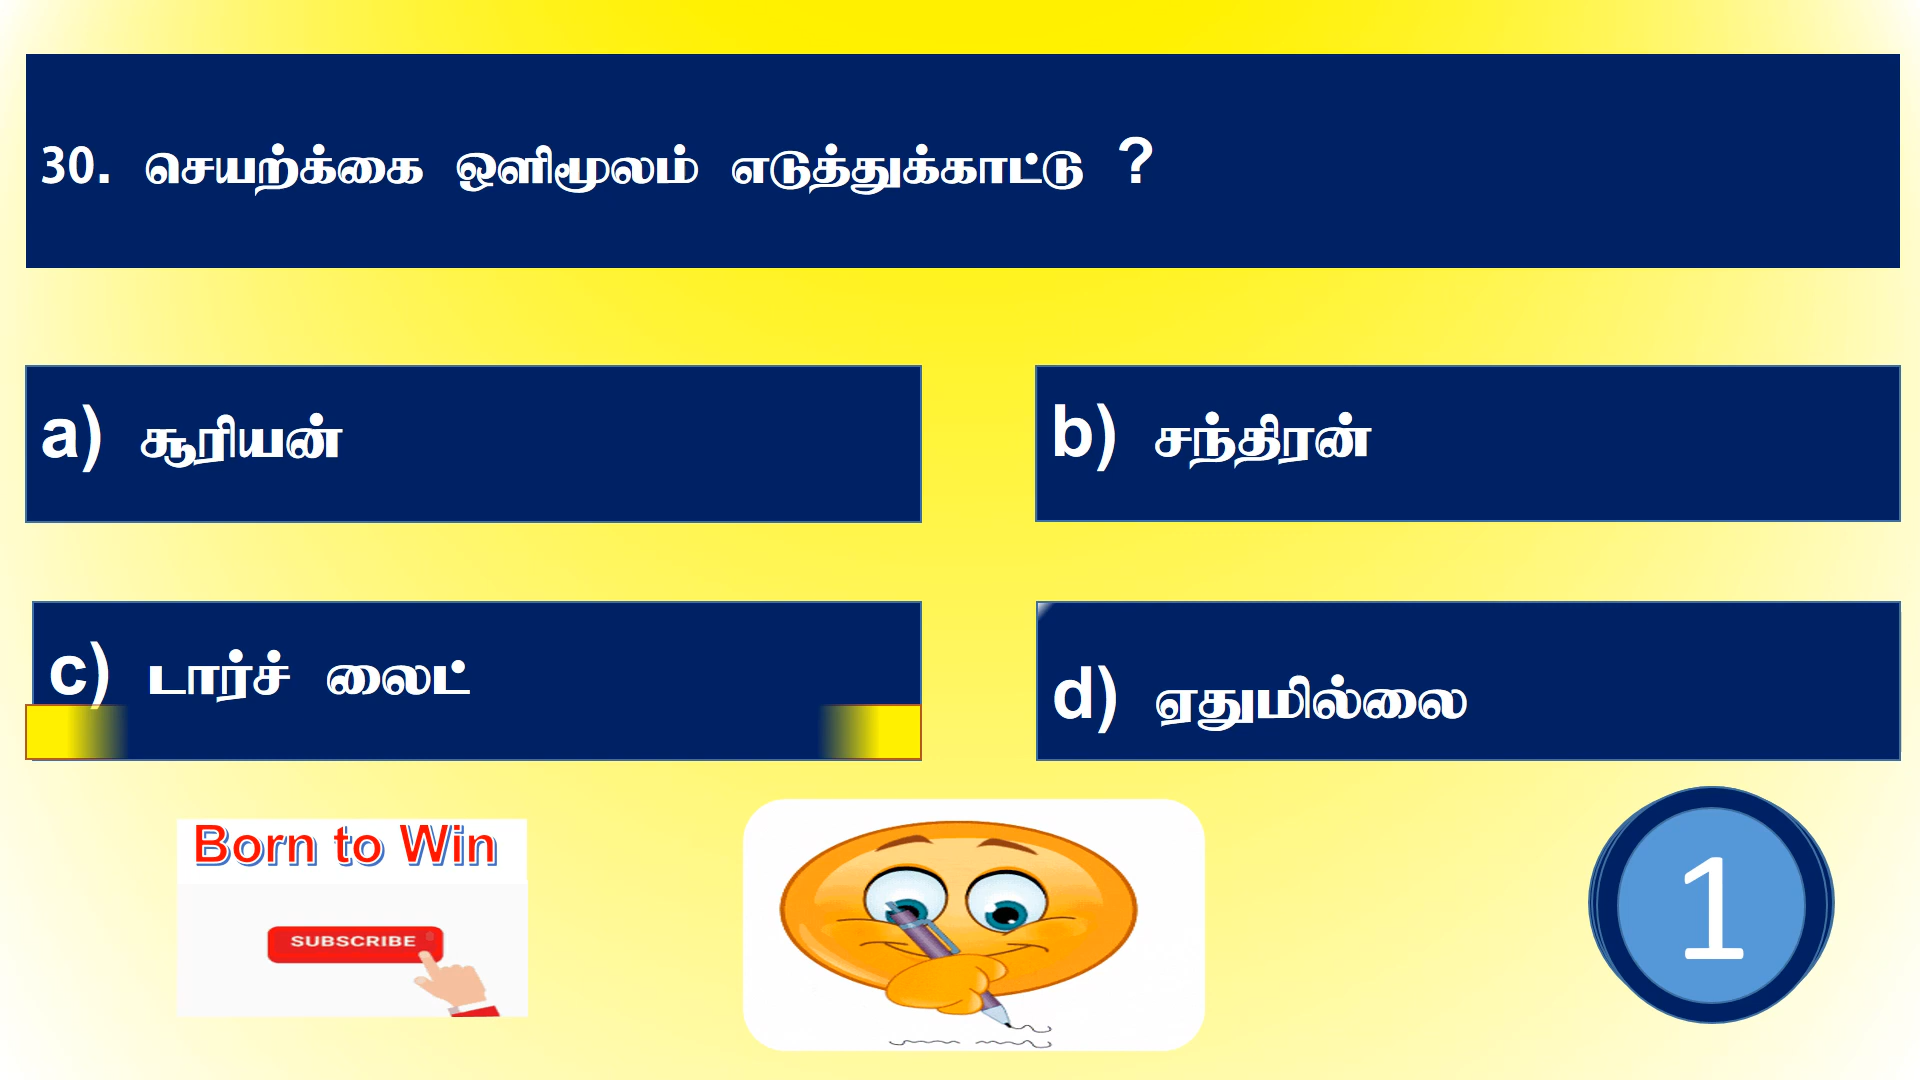 30. செயற்க்கை ஒளிமூலம் எடுத்துக்காட்டு ?
a) சூரியன்
b) சந்திரன்
c) டார்ச் லைட்
d) ஏதுமில்லை
Born to Win
SUBSCRIBE
1